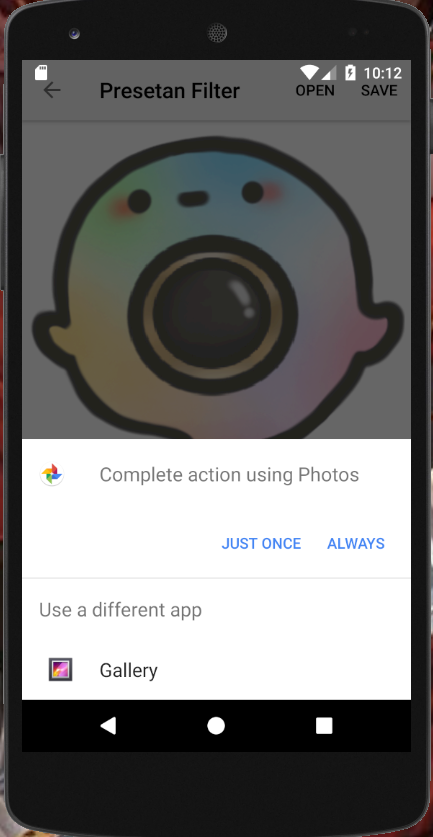 10:12
Presetan Filter OPEN SAVE
Complete action using Photos
JUST ONCE ALWAYS
Use a different app
Gallery